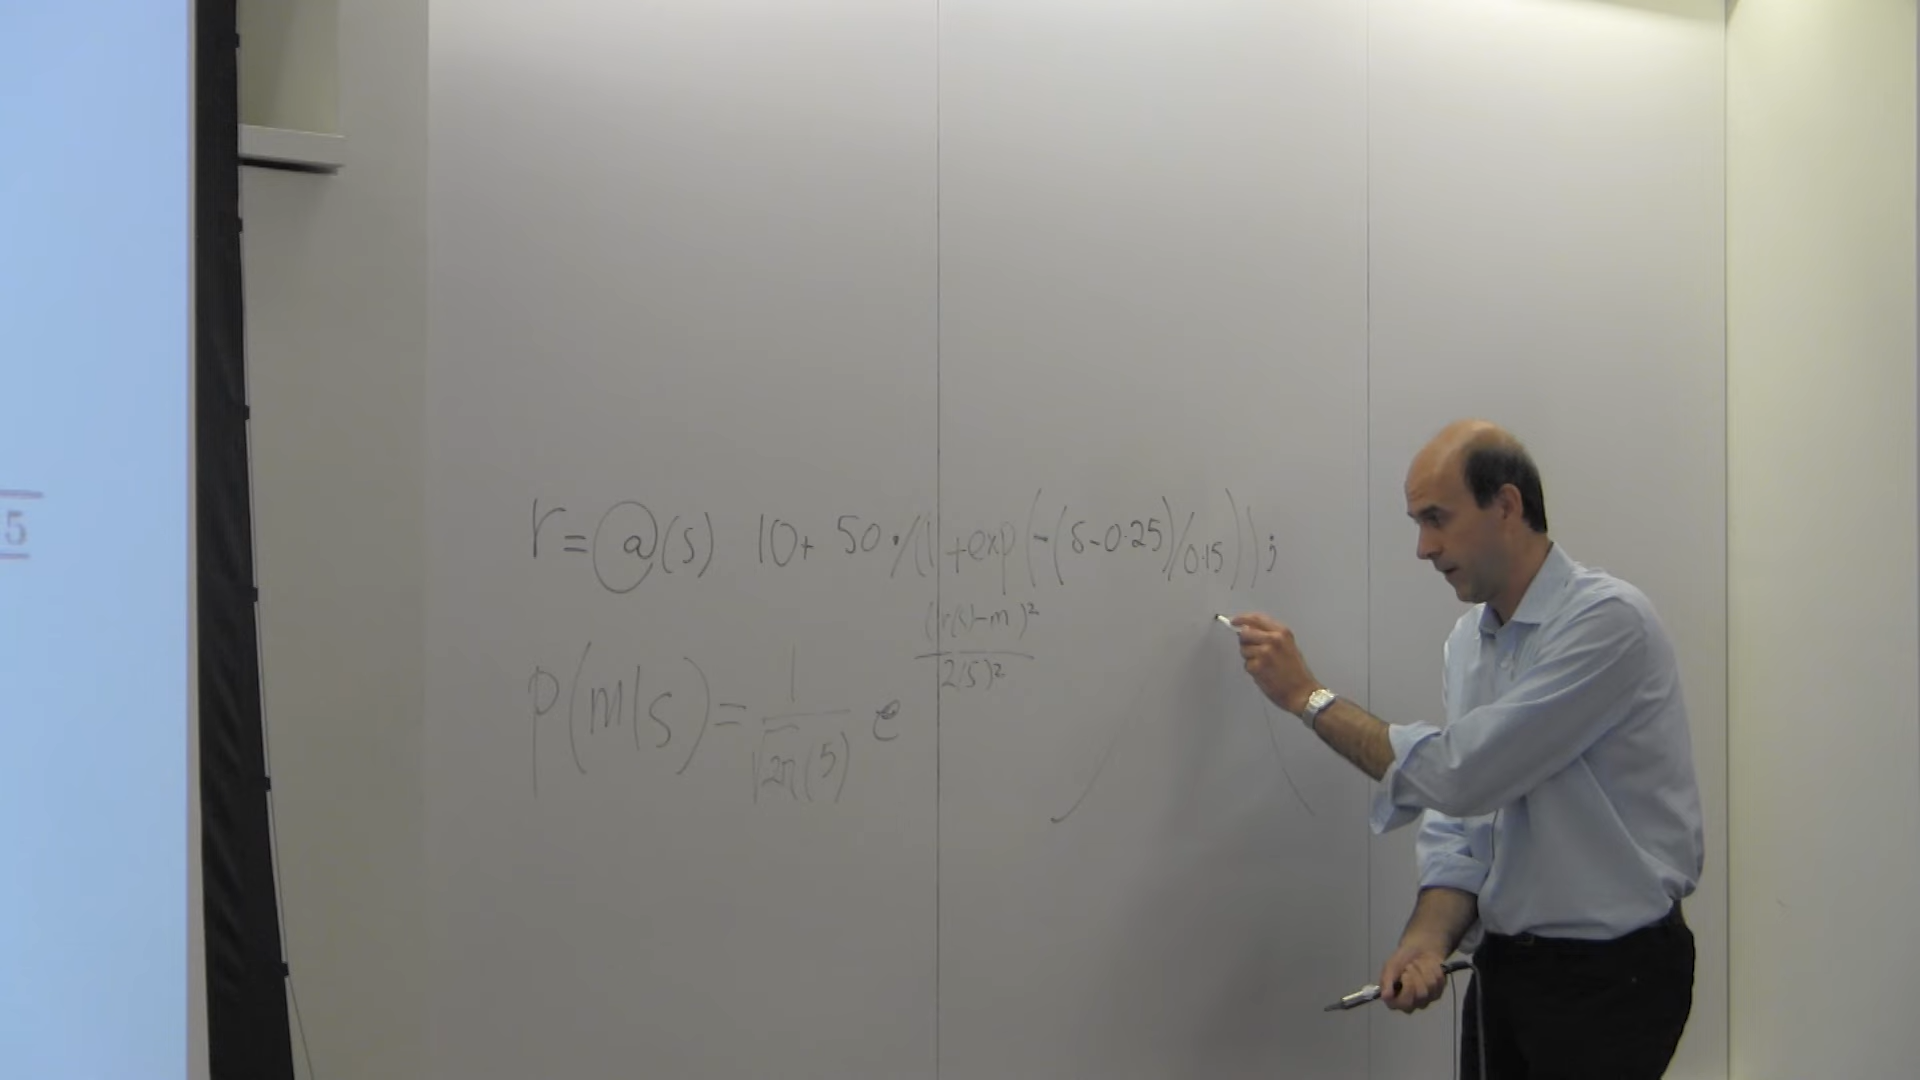 5
r = @(s) 10 + 50 ./(1 + exp(-(s-0.25)/0.15));
p(m|s) = 1/(√2π (5)) e^((r(s)-m)²/2(5)²)